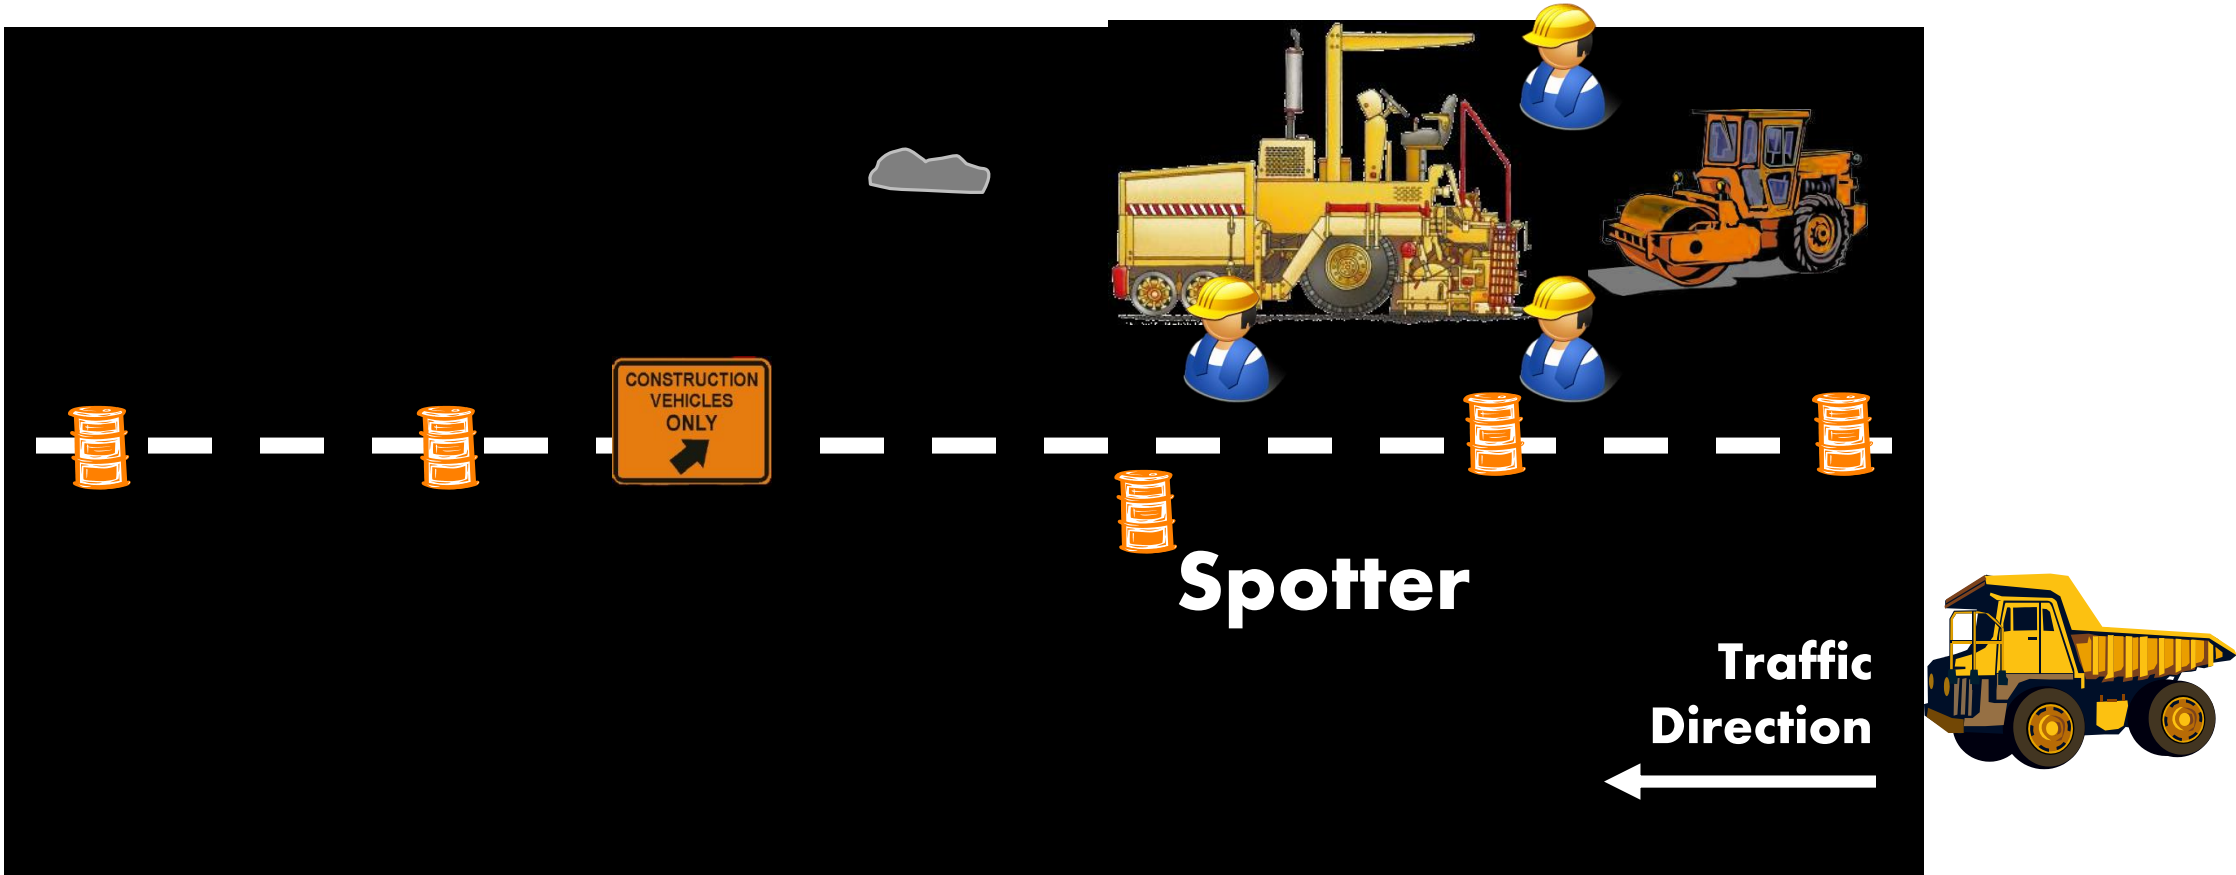 CONSTRUCTION
VEHICLES
ONLY
Spotter
Traffic
Direction